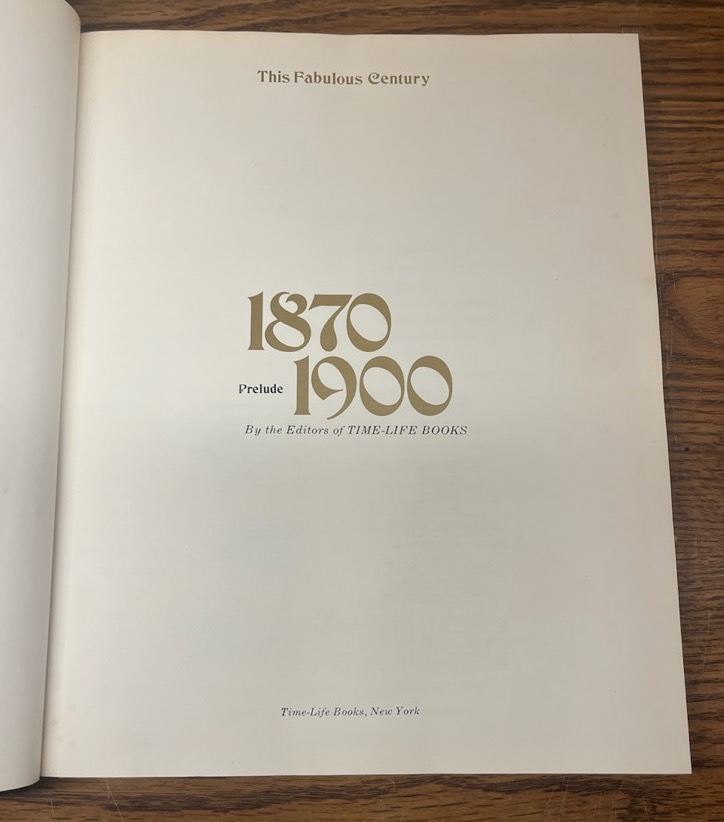 This Fabulous Century
1870
Prelude 1900
By the Editors of TIME-LIFE BOOKS
Time-Life Books, New York